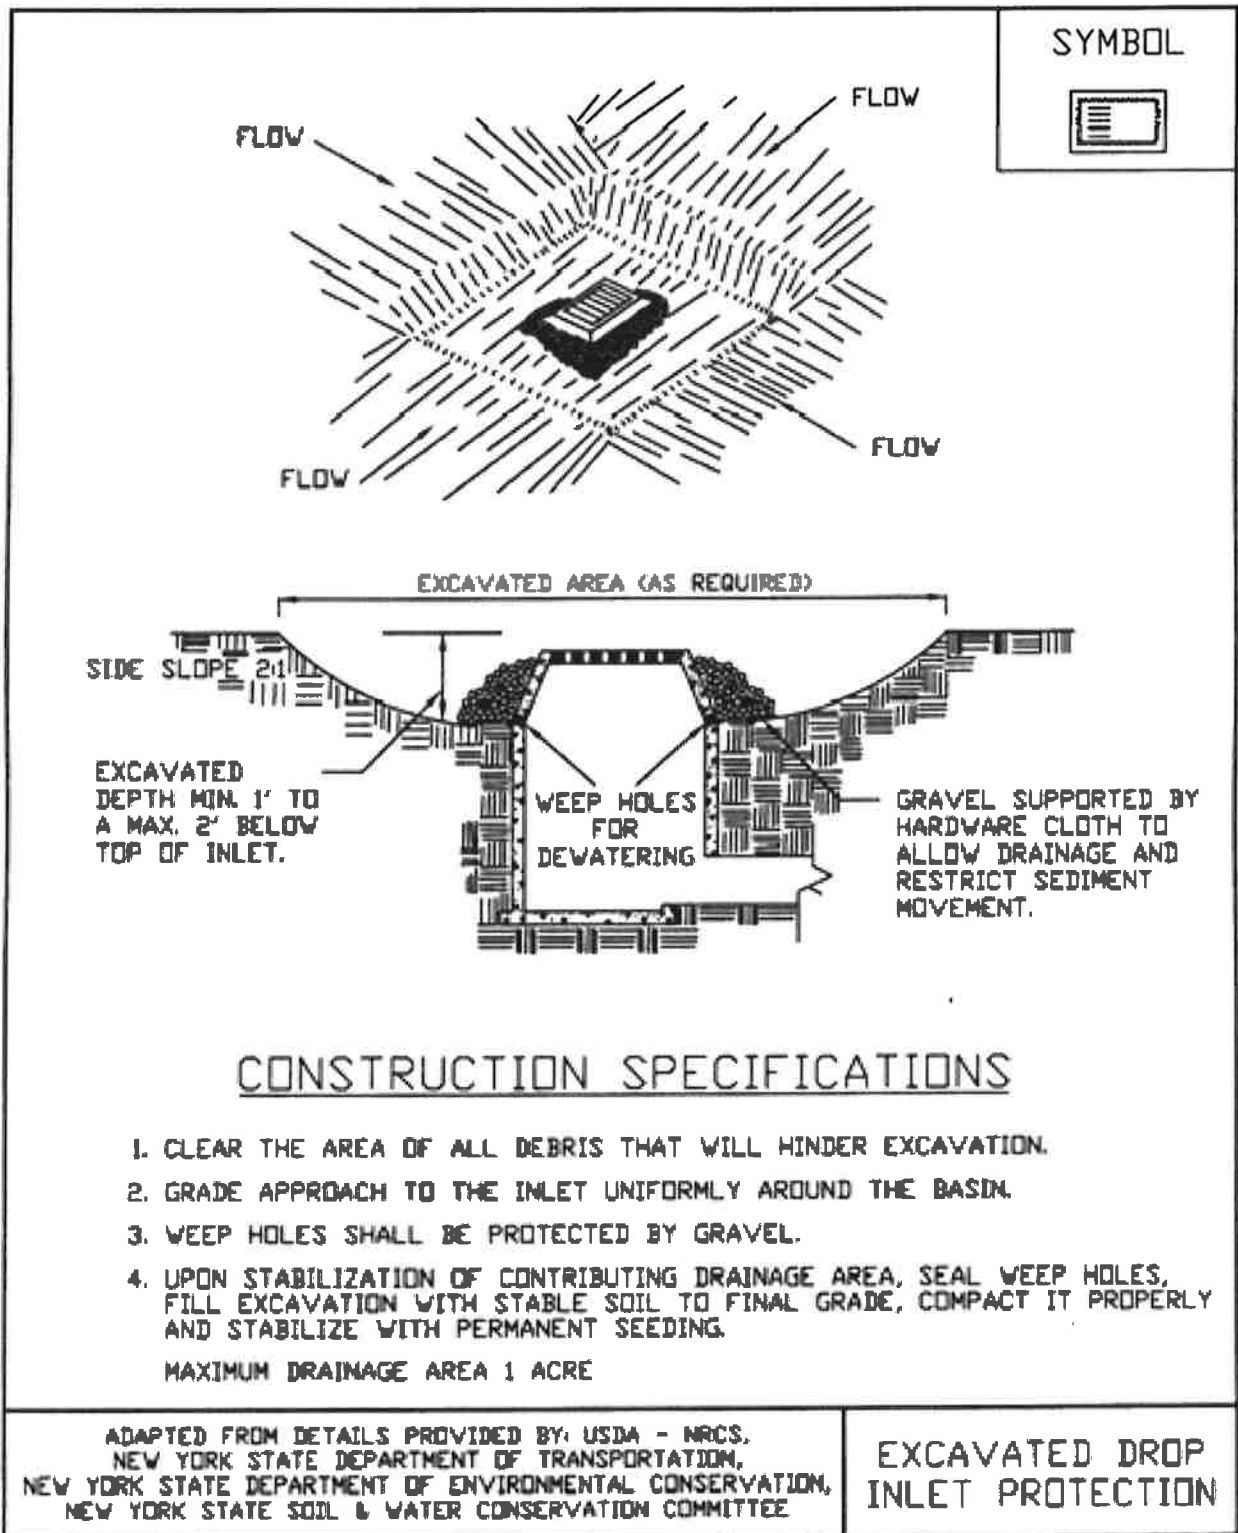 SYMBOL
FLOW
FLOW
FLOW
FLOW
EXCAVATED AREA (AS REQUIRED)
SIDE SLOPE 2:1
EXCAVATED
DEPTH MIN. 1' TO
A MAX. 2' BELOW
TOP OF INLET.
WEEP HOLES
FOR
DEWATERING
GRAVEL SUPPORTED BY
HARDWARE CLOTH TO
ALLOW DRAINAGE AND
RESTRICT SEDIMENT
MOVEMENT.
CONSTRUCTION SPECIFICATIONS
1. CLEAR THE AREA OF ALL DEBRIS THAT WILL HINDER EXCAVATION.
2. GRADE APPROACH TO THE INLET UNIFORMLY AROUND THE BASIN.
3. WEEP HOLES SHALL BE PROTECTED BY GRAVEL.
4. UPON STABILIZATION OF CONTRIBUTING DRAINAGE AREA, SEAL WEEP HOLES,
FILL EXCAVATION WITH STABLE SOIL TO FINAL GRADE, COMPACT IT PROPERLY
AND STABILIZE WITH PERMANENT SEEDING.
MAXIMUM DRAINAGE AREA 1 ACRE
ADAPTED FROM DETAILS PROVIDED BY: USDA - NRCS,
NEW YORK STATE DEPARTMENT OF TRANSPORTATION,
NEW YORK STATE DEPARTMENT OF ENVIRONMENTAL CONSERVATION,
NEW YORK STATE SOIL & WATER CONSERVATION COMMITTEE
EXCAVATED DROP
INLET PROTECTION